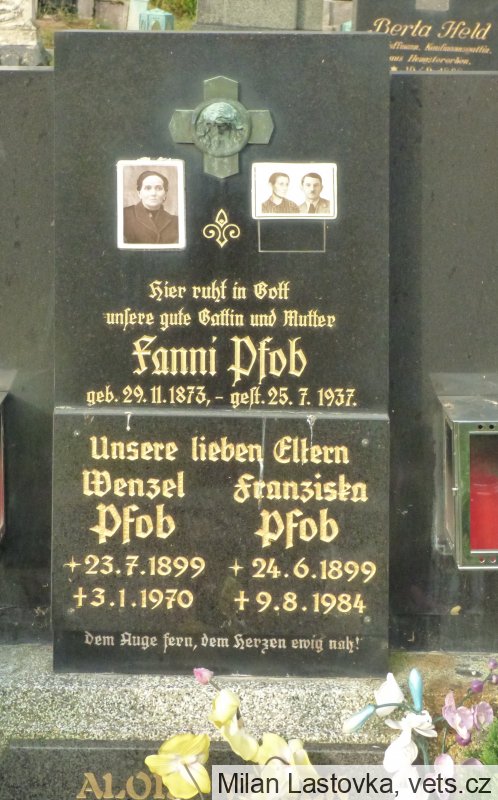 Berta Held
Hier ruht in Gott
unsere gute Gattin und Mutter
Fanni Pfob
geb. 29. 11. 1873, - gest. 25. 7. 1937.
Unsere lieben Eltern
Wenzel Franziska
Pfob Pfob
23.7.1899 24.6.1899
†3.1.1970 †9.8.1984
Dem Auge fern, dem Herzen ewig nah!
ALOI
Milan Lastovka, vets.cz